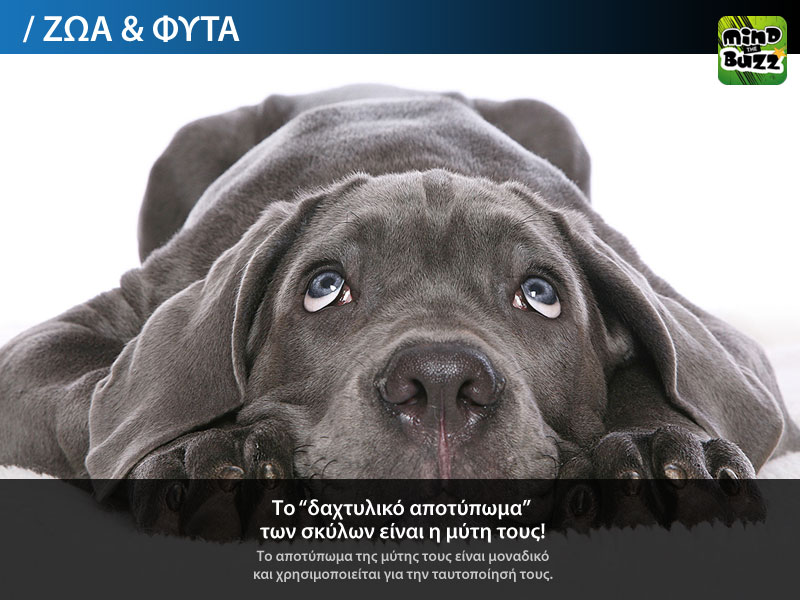 / ΖΩΑ & ΦΥΤΑ
MIND
THE
BUZZ
Το “δαχτυλικό αποτύπωμα”
των σκύλων είναι η μύτη τους!
Το αποτύπωμα της μύτης τους είναι μοναδικό
και χρησιμοποιείται για την ταυτοποίησή τους.